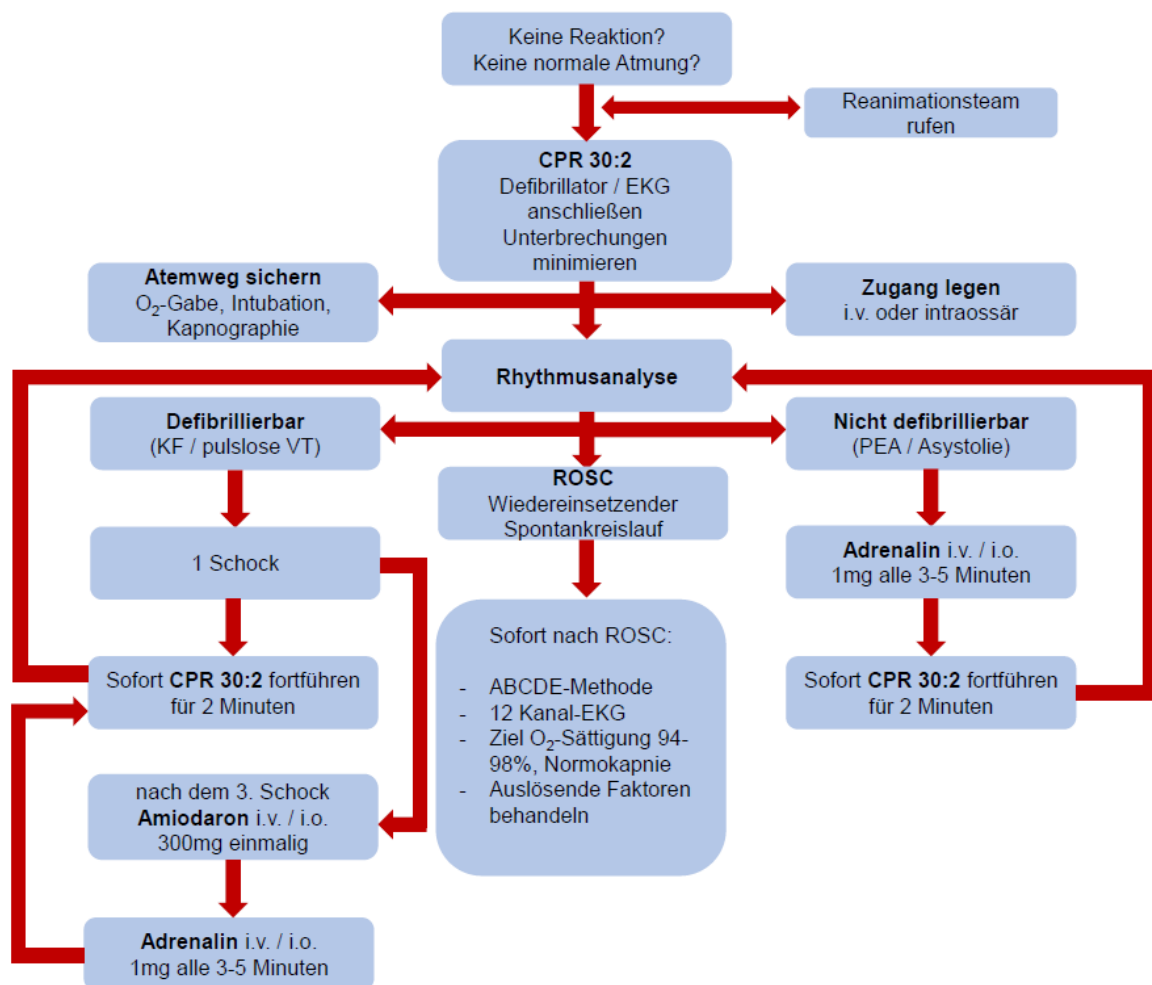 Keine Reaktion?
Keine normale Atmung?
Reanimationsteam
rufen
CPR 30:2
Defibrillator / EKG
anschließen
Unterbrechungen
minimieren
Atemweg sichern
O₂-Gabe, Intubation,
Kapnographie
Zugang legen
i.v. oder intraossär
Rhythmusanalyse
Defibrillierbar
(KF / pulslose VT)
Nicht defibrillierbar
(PEA / Asystolie)
ROSC
Wiedereinsetzender
Spontankreislauf
1 Schock
Adrenalin i.v. / i.o.
1mg alle 3-5 Minuten
Sofort nach ROSC:
- ABCDE-Methode
- 12 Kanal-EKG
- Ziel O₂-Sättigung 94-
98%, Normokapnie
- Auslösende Faktoren
behandeln
Sofort CPR 30:2 fortführen
für 2 Minuten
Sofort CPR 30:2 fortführen
für 2 Minuten
nach dem 3. Schock
Amiodaron i.v. / i.o.
300mg einmalig
Adrenalin i.v. / i.o.
1mg alle 3-5 Minuten